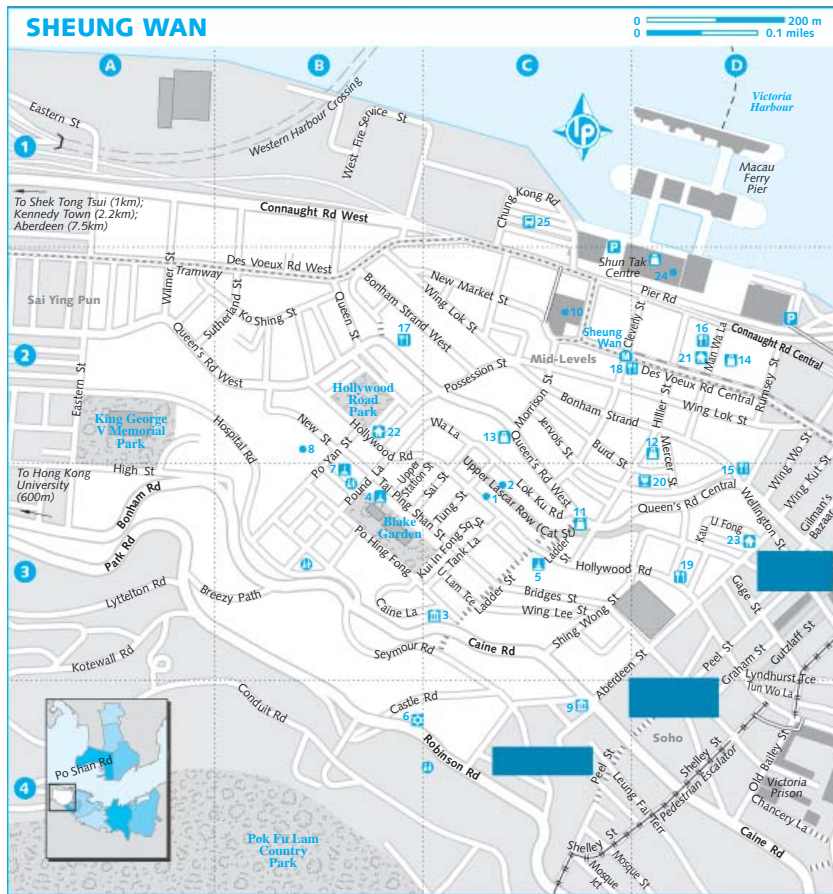 SHEUNG WAN
0 200 m
0 0.1 miles
A
B
C
D
1
2
3
4
LP
Victoria
Harbour
Eastern St
Western Harbour Crossing
West Fire Service St
Macau
Ferry
Pier
To Shek Tong Tsui (1km);
Kennedy Town (2.2km);
Aberdeen (7.5km)
Connaught Rd West
Chung Kong Rd
25
P
Shun Tak
Centre
24
Des Voeux Rd West
Tramway
Wilmer St
Sai Ying Pun
Sutherland St
Ko Shing St
Queen St
Bonham Strand West
Wing Lok St
New Market St
10
Pier Rd
Connaught Rd Central
P
Sheung
Wan
Cleverly St
16
21
Man Wa La
14
17
Mid-Levels
18
Des Voeux Rd Central
Rumsey St
Queen's Rd West
Eastern St
Possession St
Hollywood
Road
Park
Morrison St
Bonham Strand
Hillier St
Wing Lok St
King George
V Memorial
Park
Hospital Rd
New St
8
22
Hollywood Rd
Wa La
13
Jervois St
Queen's Rd West
Burd St
12
Mercer St
Wing Wo St
Wing Kut St
Gilman's
Bazaar
High St
To Hong Kong
University
(600m)
Po Yan St
7
Pound La
4
Upper
Station St
Tai Ping Shan St
Sai St
Tung St
2
1
Lok Ku Rd
Upper Lascar Row (Cat St)
11
20
15
Queen's Rd Central
Wellington St
Bonham Rd
Park Rd
Blake
Garden
Po Hing Fong
Kui In Fong
Sq St
U Tank La
U Lam Tce
Ladder St
Ladder St
5
Hollywood Rd
19
Kau U Fong
23
Gage St
Lyttelton Rd
Breezy Path
Bridges St
Wing Lee St
Shing Wong St
Caine La
3
Seymour Rd
Caine Rd
Aberdeen St
Peel St
Graham St
Gutzlaff St
Kotewall Rd
Lyndhurst Tce
Tun Wo La
Conduit Rd
Castle Rd
6
9
Robinson Rd
Soho
Po Shan Rd
Peel St
Leung Fai Terr
Shelley St
Pedestrian Escalator
Old Bailey St
Victoria
Prison
Chancery La
Caine Rd
Pok Fu Lam
Country
Park
Shelley St
Mosque St
Mosque Jct